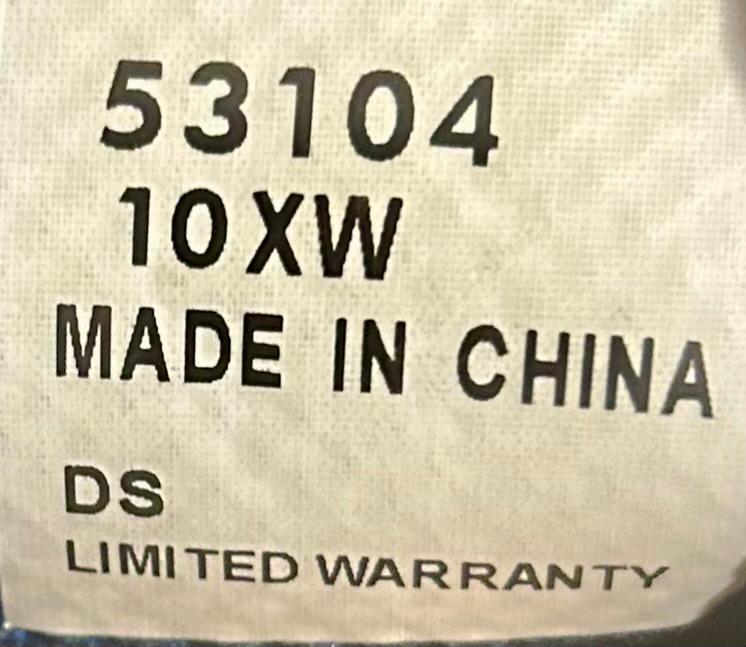 53104
10XW
MADE IN CHINA
DS
LIMITED WARRANTY